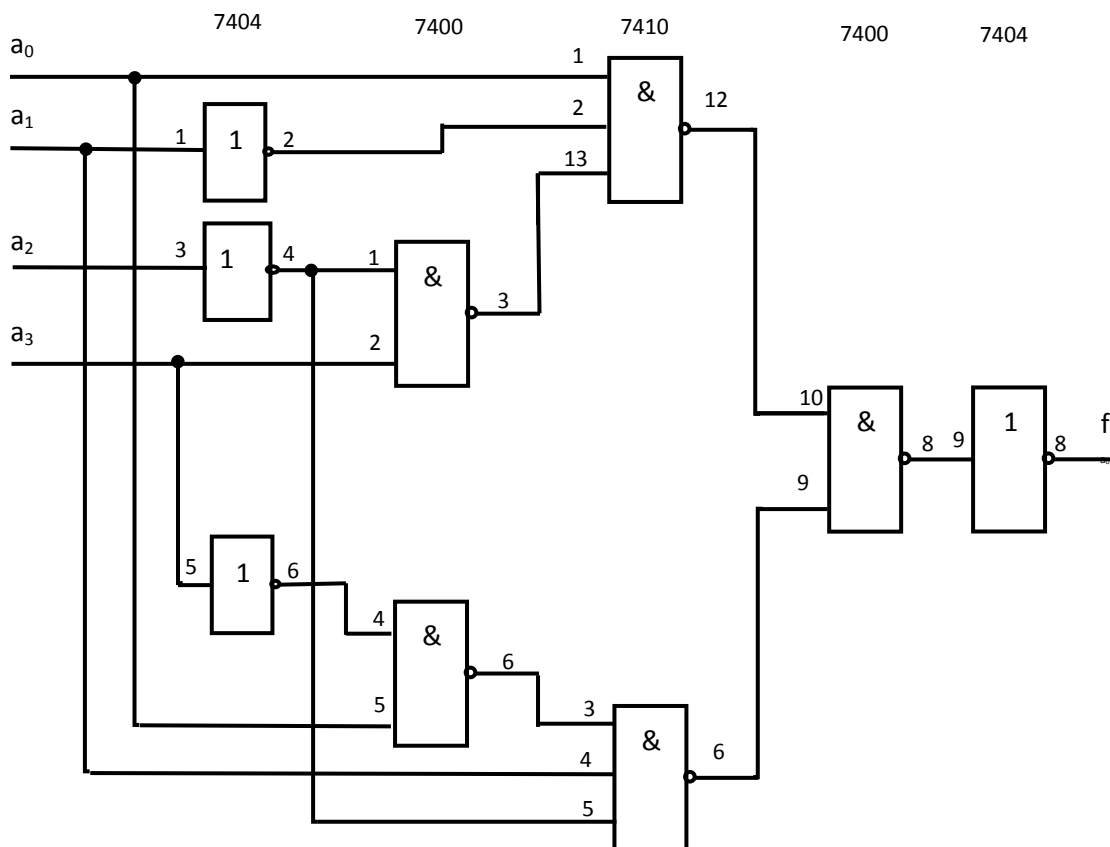 7404 7400 7410 7400 7404
a₀ 1 & 12
a₁ 1 1 2 2
13
a₂ 3 1 4 1 & 3
a₃ 2
10 & 8 9 1 8 f
9
5 1 6 4 & 6
5 3 & 6
4
5